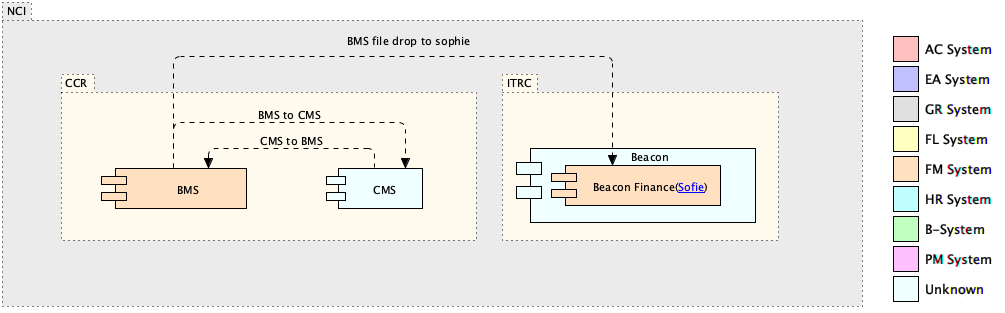 NCI
BMS file drop to sophie
CCR
ITRC
BMS to CMS
CMS to BMS
Beacon
BMS
CMS
Beacon Finance(Sofie)
AC System
EA System
GR System
FL System
FM System
HR System
B-System
PM System
Unknown